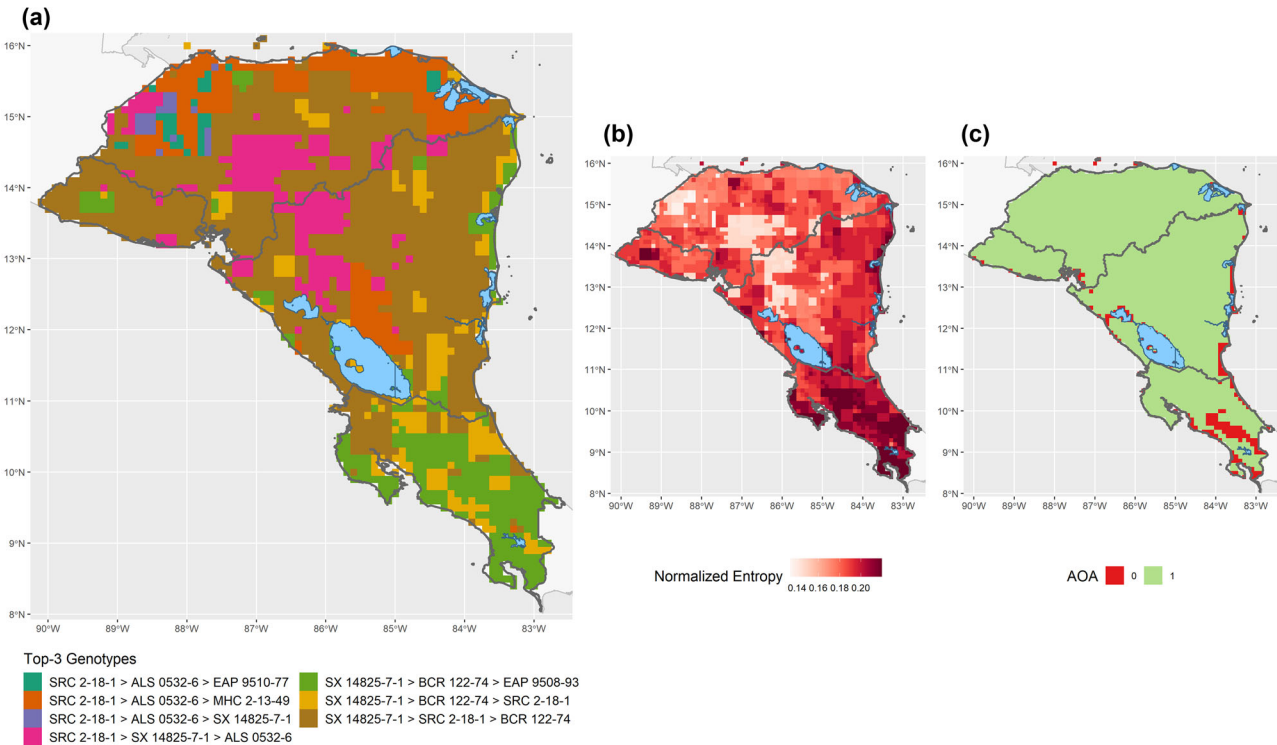 (a)
16°N
15°N
14°N
13°N
12°N
11°N
10°N
9°N
8°N
90°W 89°W 88°W 87°W 86°W 85°W 84°W 83°W
Top-3 Genotypes
SRC 2-18-1 > ALS 0532-6 > EAP 9510-77
SRC 2-18-1 > ALS 0532-6 > MHC 2-13-49
SRC 2-18-1 > ALS 0532-6 > SX 14825-7-1
SRC 2-18-1 > SX 14825-7-1 > ALS 0532-6
SX 14825-7-1 > BCR 122-74 > EAP 9508-93
SX 14825-7-1 > BCR 122-74 > SRC 2-18-1
SX 14825-7-1 > SRC 2-18-1 > BCR 122-74
(b)
16°N
15°N
14°N
13°N
12°N
11°N
10°N
9°N
8°N
90°W 89°W 88°W 87°W 86°W 85°W 84°W 83°W
Normalized Entropy
0.14 0.16 0.18 0.20
(c)
16°N
15°N
14°N
13°N
12°N
11°N
10°N
9°N
8°N
90°W 89°W 88°W 87°W 86°W 85°W 84°W 83°W
AOA 0 1